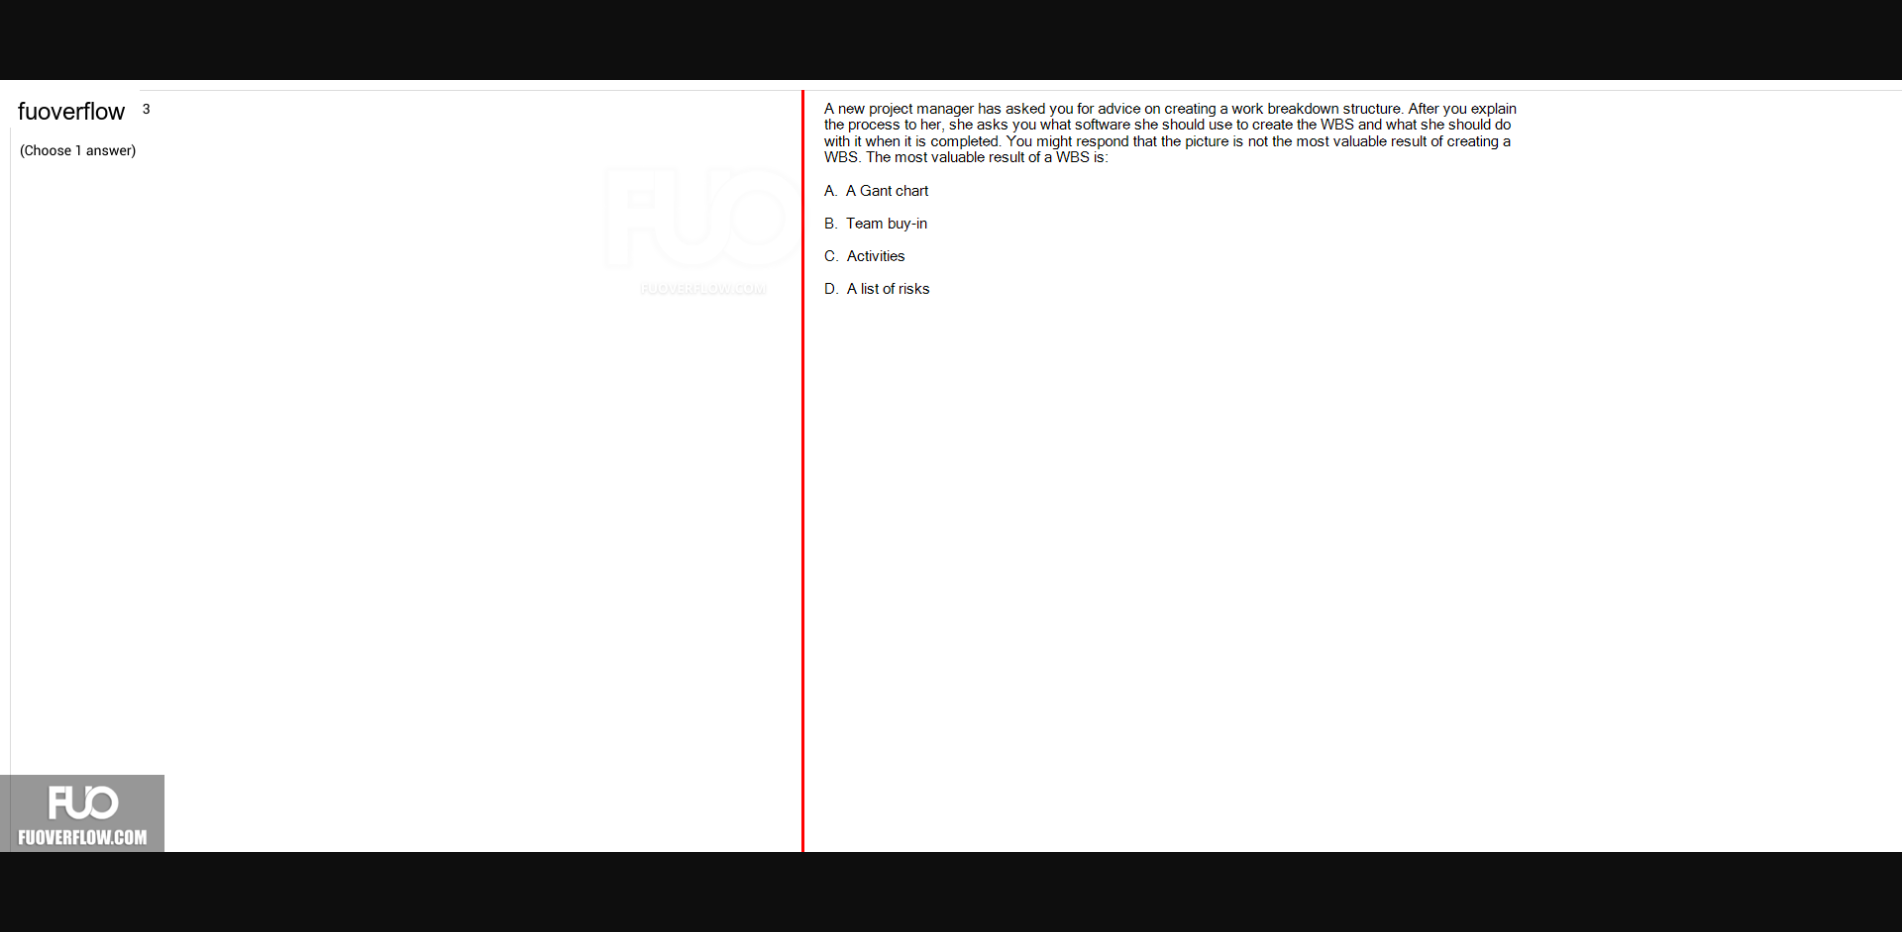 fuoverflow 3
(Choose 1 answer)
A new project manager has asked you for advice on creating a work breakdown structure. After you explain
the process to her, she asks you what software she should use to create the WBS and what she should do
with it when it is completed. You might respond that the picture is not the most valuable result of creating a
WBS. The most valuable result of a WBS is:
A. A Gant chart
B. Team buy-in
C. Activities
D. A list of risks
FUO
FUOVERFLOW.COM
FUO
FUOVERFLOW.COM